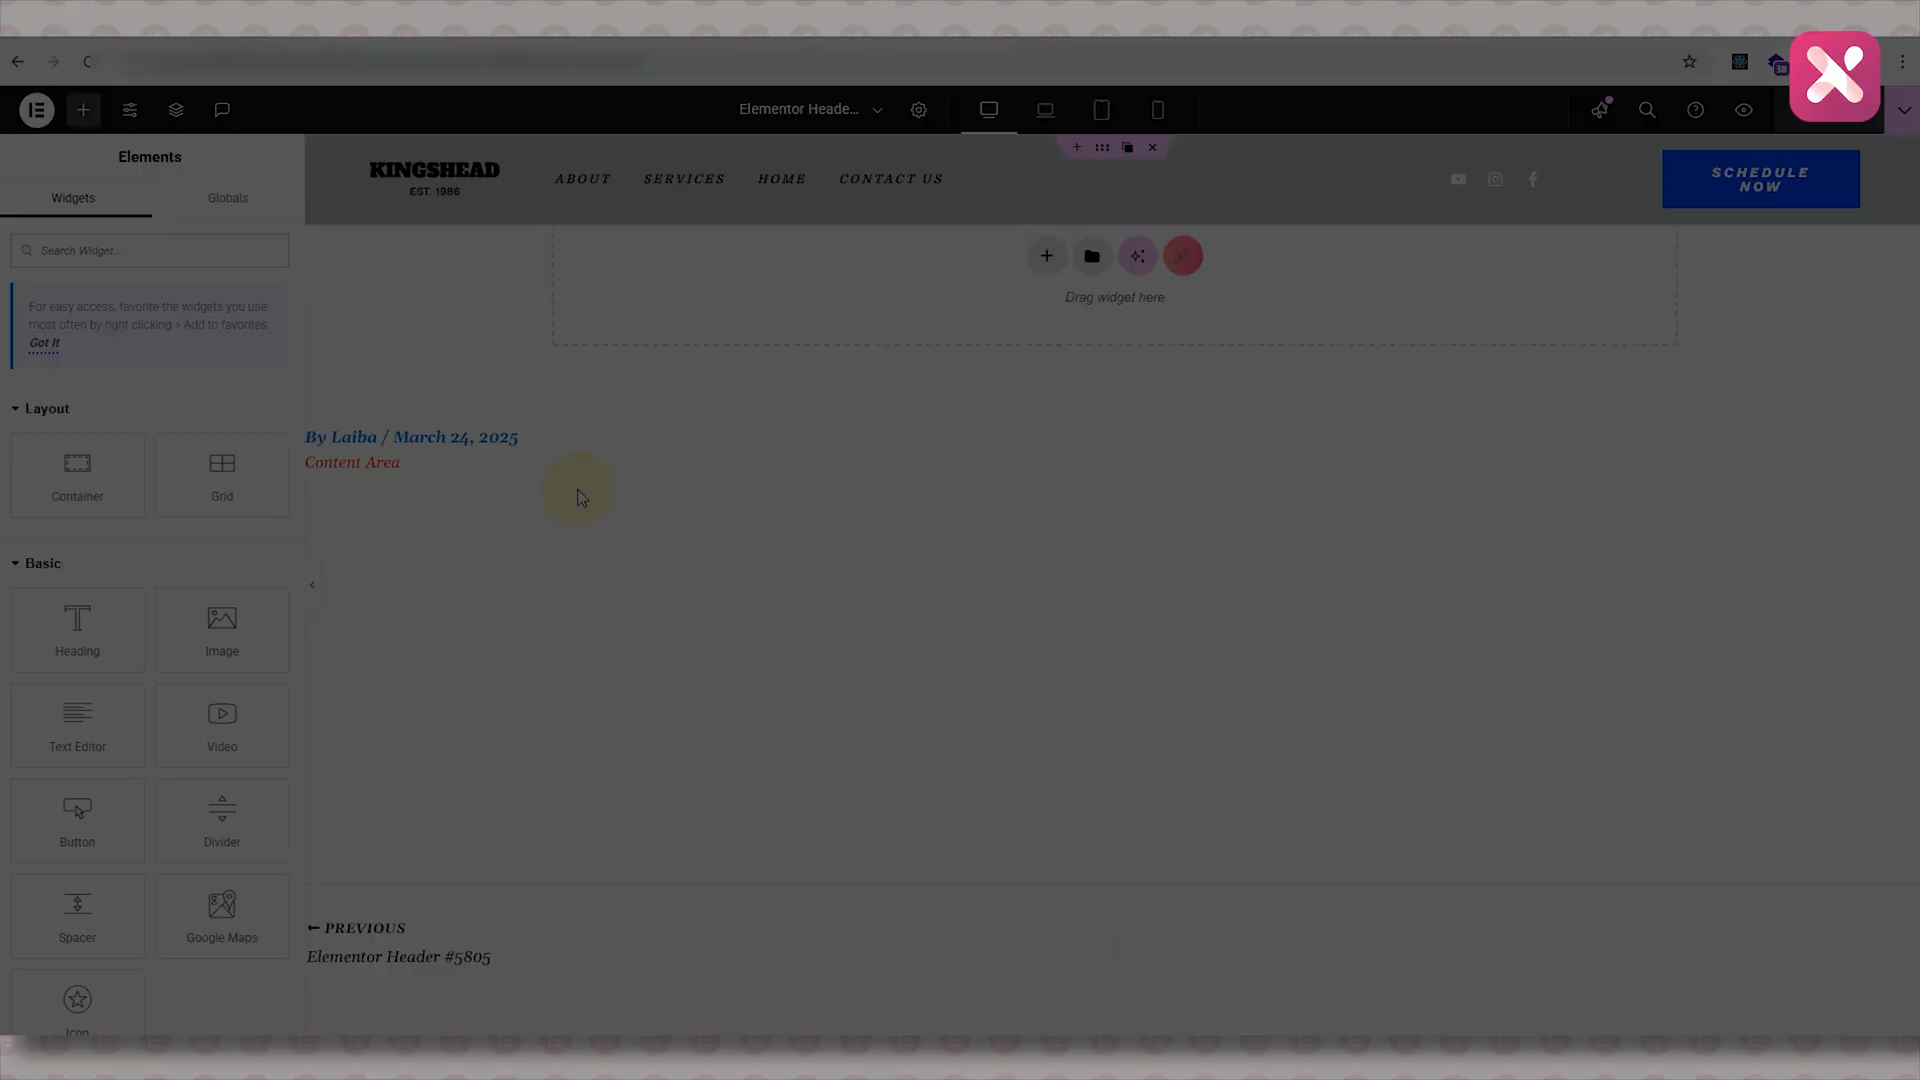 38
Elementor Heade...
Elements
Widgets
Globals
Search Widget...
For easy access, favorite the widgets you use
most often by right clicking > Add to favorites.
Got It
Layout
Container
Grid
Basic
Heading
Image
Text Editor
Video
Button
Divider
Spacer
Google Maps
Icon
KINGSHEAD
EST. 1986
ABOUT
SERVICES
HOME
CONTACT US
SCHEDULE
NOW
Drag widget here
By Laiba / March 24, 2025
Content Area
← PREVIOUS
Elementor Header #5805